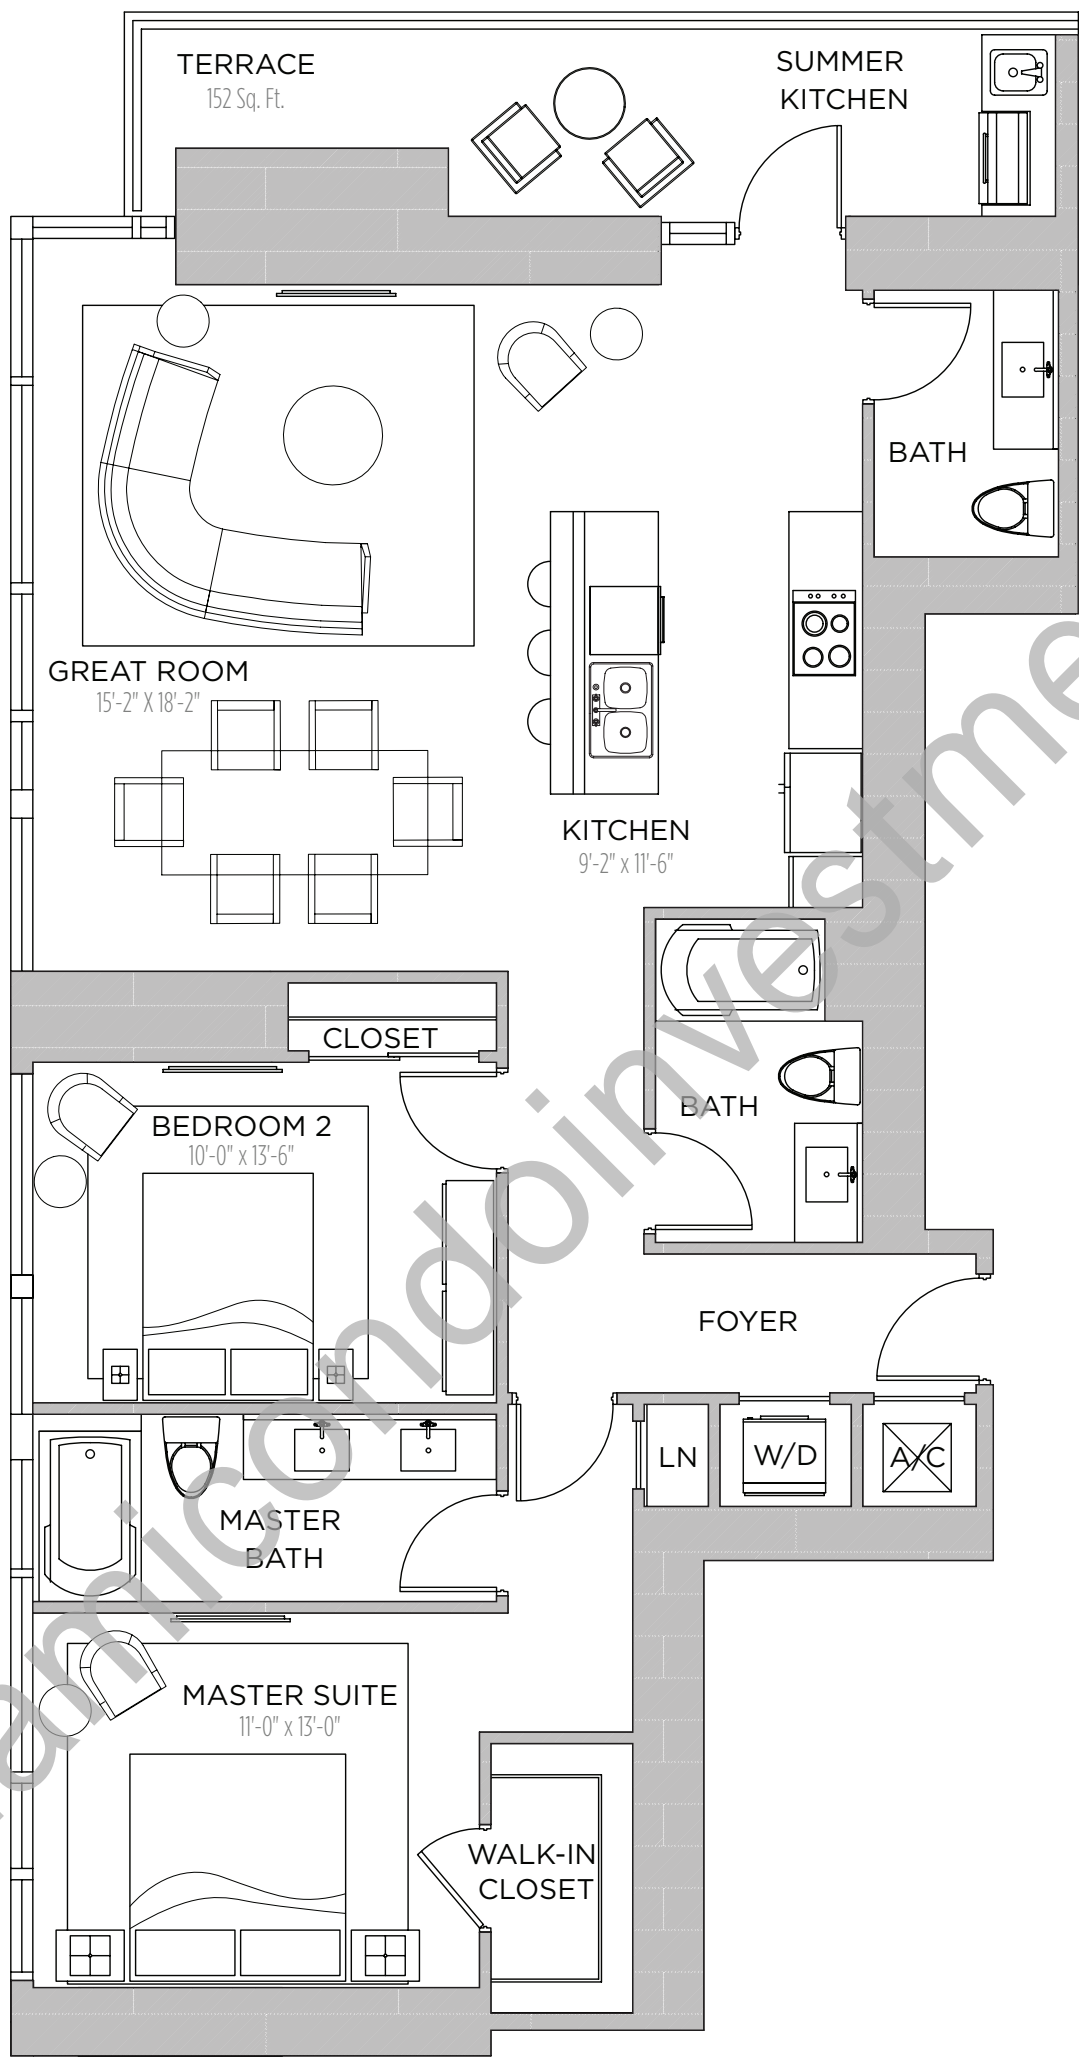 TERRACE
152 Sq. Ft.
SUMMER
KITCHEN
BATH
GREAT ROOM
15'-2" X 18'-2"
KITCHEN
9'-2" x 11'-6"
CLOSET
BATH
BEDROOM 2
10'-0" x 13'-6"
FOYER
LN
W/D
A/C
MASTER
BATH
MASTER SUITE
11'-0" x 13'-0"
WALK-IN
CLOSET
amicondoinvestme